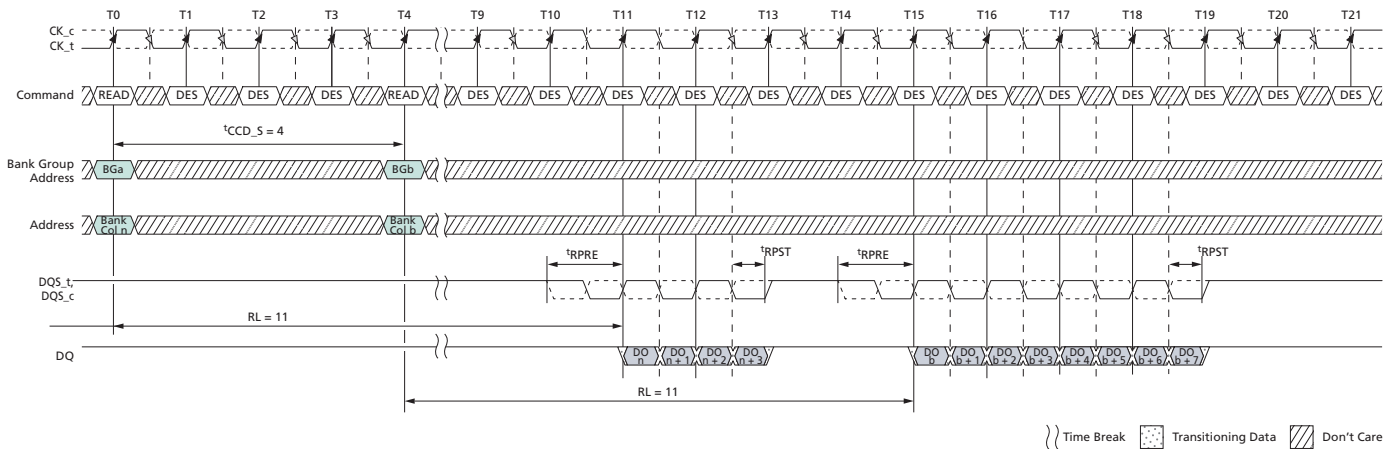 T0 T1 T2 T3 T4 T9 T10 T11 T12 T13 T14 T15 T16 T17 T18 T19 T20 T21
CK_c
CK_t
Command READ DES DES DES READ DES DES DES DES DES DES DES DES DES DES DES DES DES
tCCD_S = 4
Bank Group
Address BGa BGb
Address Bank Col n Bank Col b
tRPRE tRPST tRPRE tRPST
DQS_t,
DQS_c
RL = 11
DQ DO n DO n + 1 DO n + 2 DO n + 3 DO b DO b + 1 DO b + 2 DO b + 3 DO b + 4 DO b + 5 DO b + 6 DO b + 7
RL = 11
Time Break Transitioning Data Don't Care